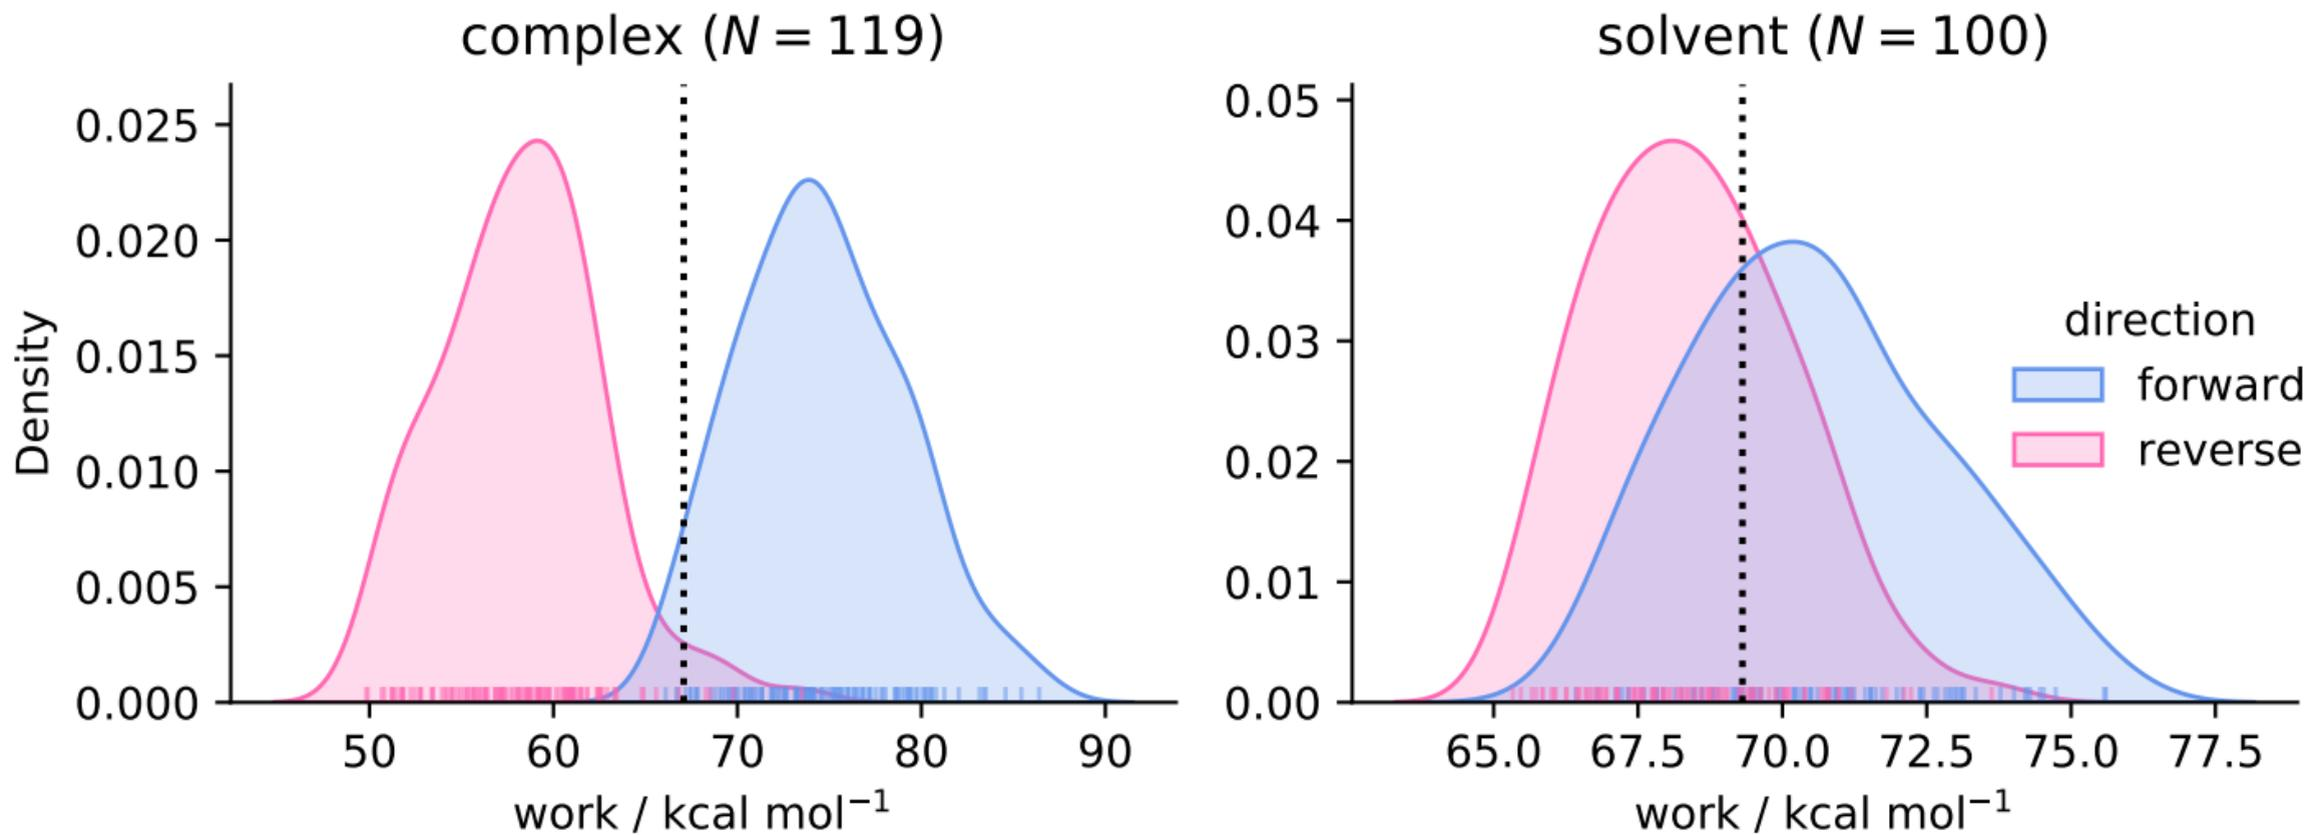 complex (N = 119)
Density
0.025
0.020
0.015
0.010
0.005
0.000
50 60 70 80 90
work / kcal mol⁻¹
solvent (N = 100)
0.05
0.04
0.03
0.02
0.01
0.00
65.0 67.5 70.0 72.5 75.0 77.5
work / kcal mol⁻¹
direction
forward
reverse